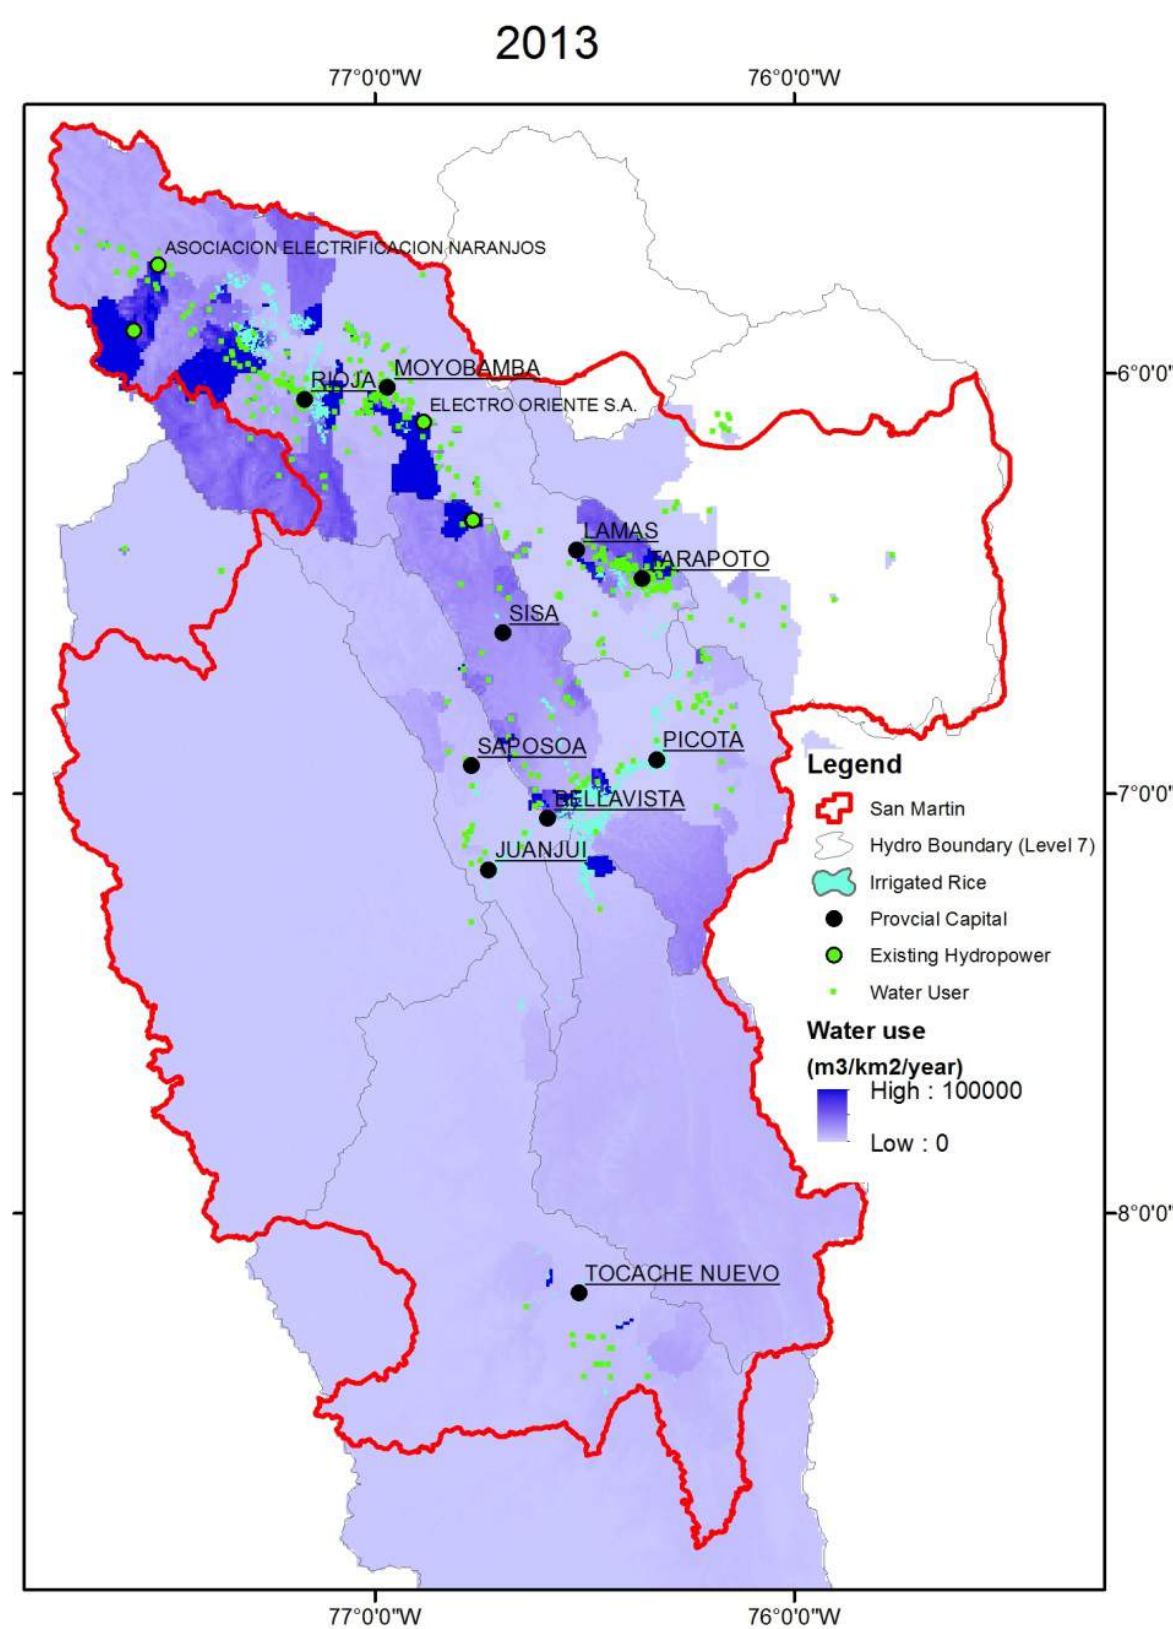 2013
77°0'0"W
76°0'0"W
ASOCIACION ELECTRIFICACION NARANJOS
6°0'0"
MOYOBAMBA
RIOJA
ELECTRO ORIENTE S.A.
LAMAS
TARAPOTO
SISA
PICOTA
SAPOSOA
Legend
San Martin
7°0'0"
BELLAVISTA
Hydro Boundary (Level 7)
JUANJUI
Irrigated Rice
Provcial Capital
Existing Hydropower
Water User
Water use
(m3/km2/year)
High : 100000
Low : 0
8°0'0"
TOCACHE NUEVO
77°0'0"W
76°0'0"W